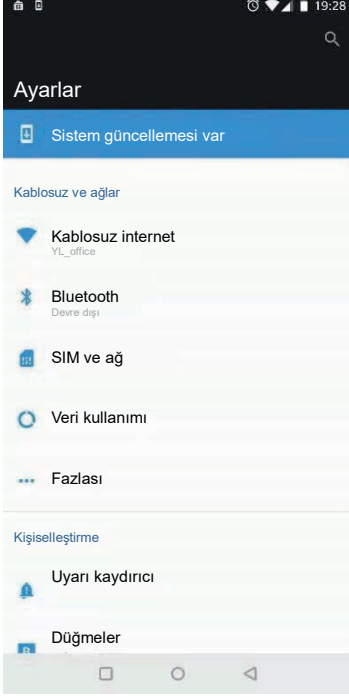 19:28
Ayarlar
Sistem güncellemesi var
Kablosuz ve ağlar
Kablosuz internet
YL_office
Bluetooth
Devre dışı
SIM ve ağ
Veri kullanımı
Fazlası
Kişiselleştirme
Uyarı kaydırıcı
Düğmeler